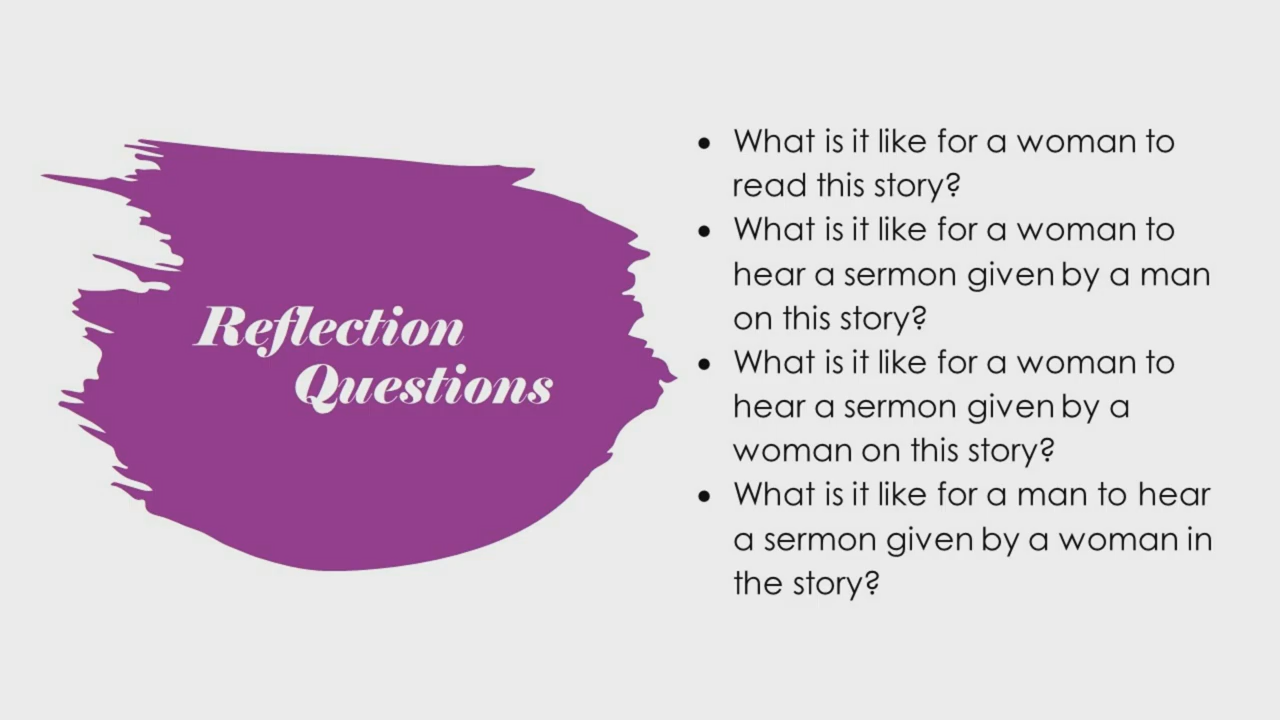 Reflection
Questions
• What is it like for a woman to
read this story?
• What is it like for a woman to
hear a sermon given by a man
on this story?
• What is it like for a woman to
hear a sermon given by a
woman on this story?
• What is it like for a man to hear
a sermon given by a woman in
the story?